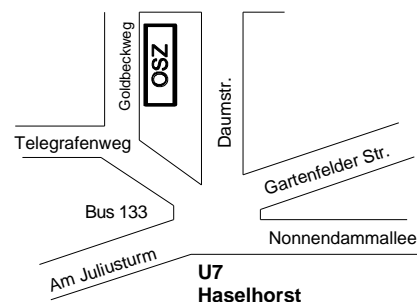 Goldbeckweg
OSZ
Daumstr.
Telegrafenweg
Gartenfelder Str.
Bus 133
Nonnendammallee
Am Juliusturm
U7
Haselhorst